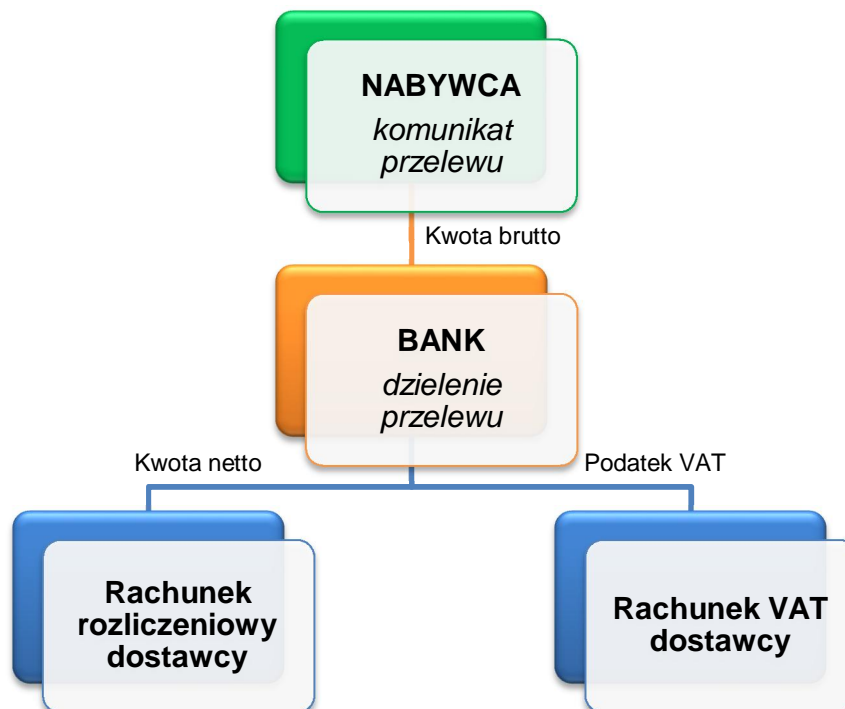 NABYWCA
komunikat
przelewu
Kwota brutto
BANK
dzielenie
przelewu
Kwota netto
Podatek VAT
Rachunek
rozliczeniowy
dostawcy
Rachunek VAT
dostawcy